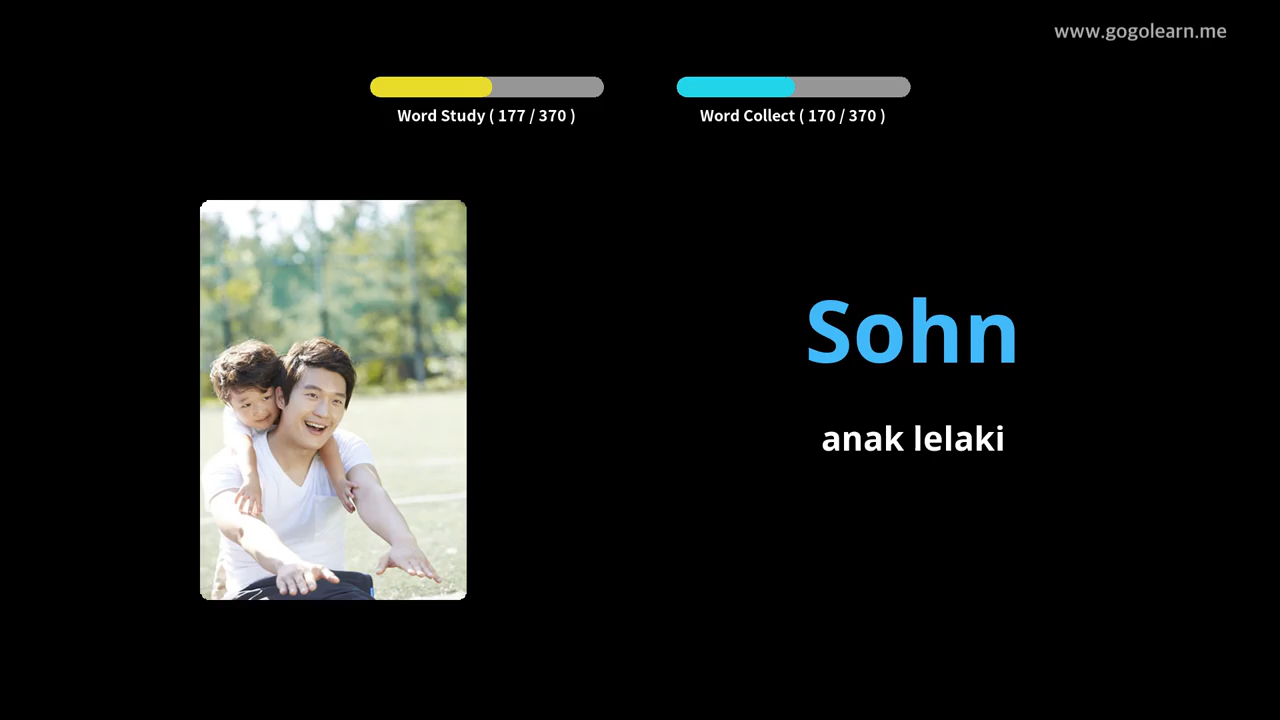 www.gogolearn.me
Word Study ( 177 / 370 )
Word Collect ( 170 / 370 )
Sohn
anak lelaki